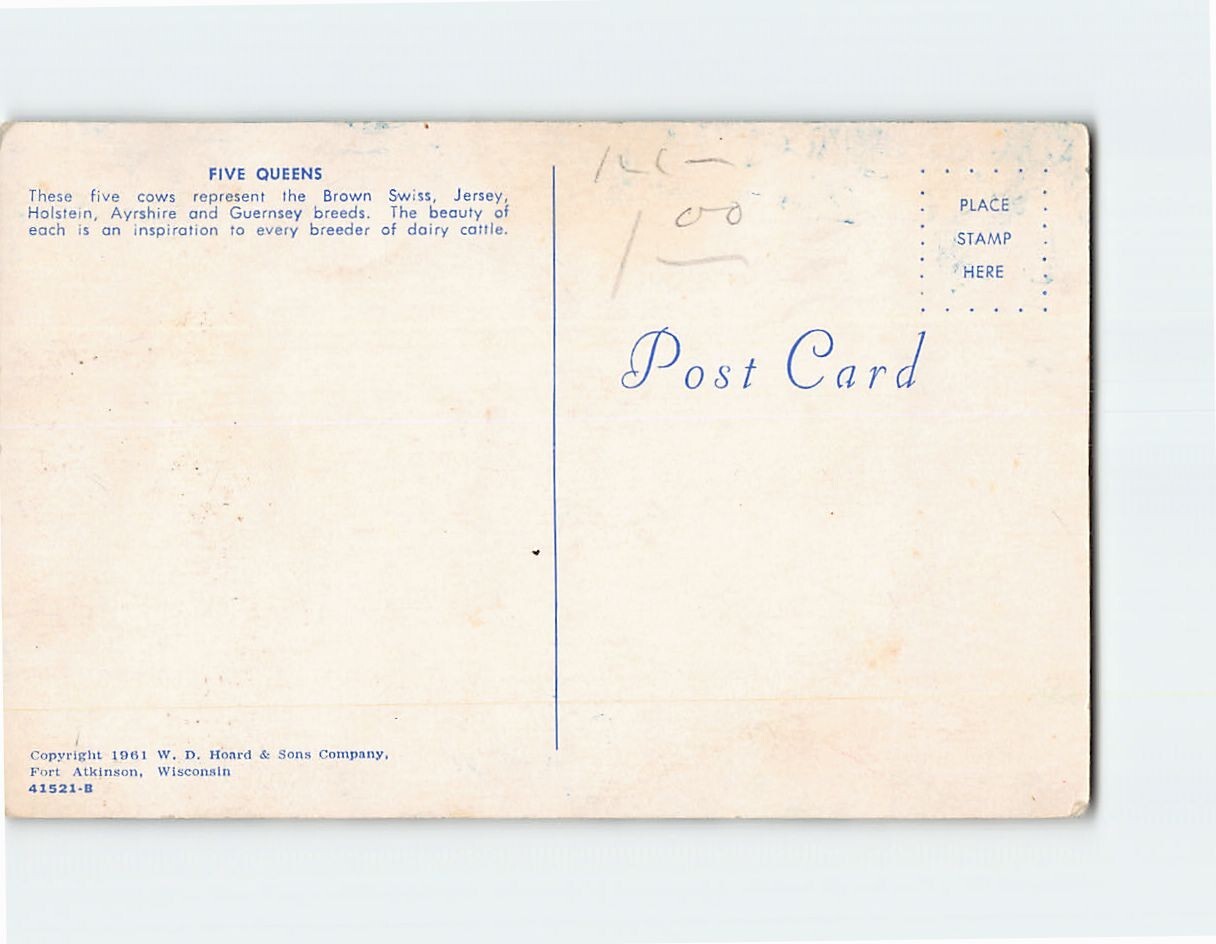 FIVE QUEENS
These five cows represent the Brown Swiss, Jersey,
Holstein, Ayrshire and Guernsey breeds. The beauty of
each is an inspiration to every breeder of dairy cattle.
1 00
PLACE
STAMP
HERE
Post Card
Copyright 1961 W. D. Hoard & Sons Company,
Fort Atkinson, Wisconsin
41521-B